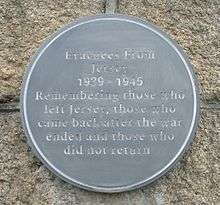 Evacuees From
Jersey
1939 - 1945
Remembering those who
left Jersey, those who
came back after the war
ended and those who
did not return